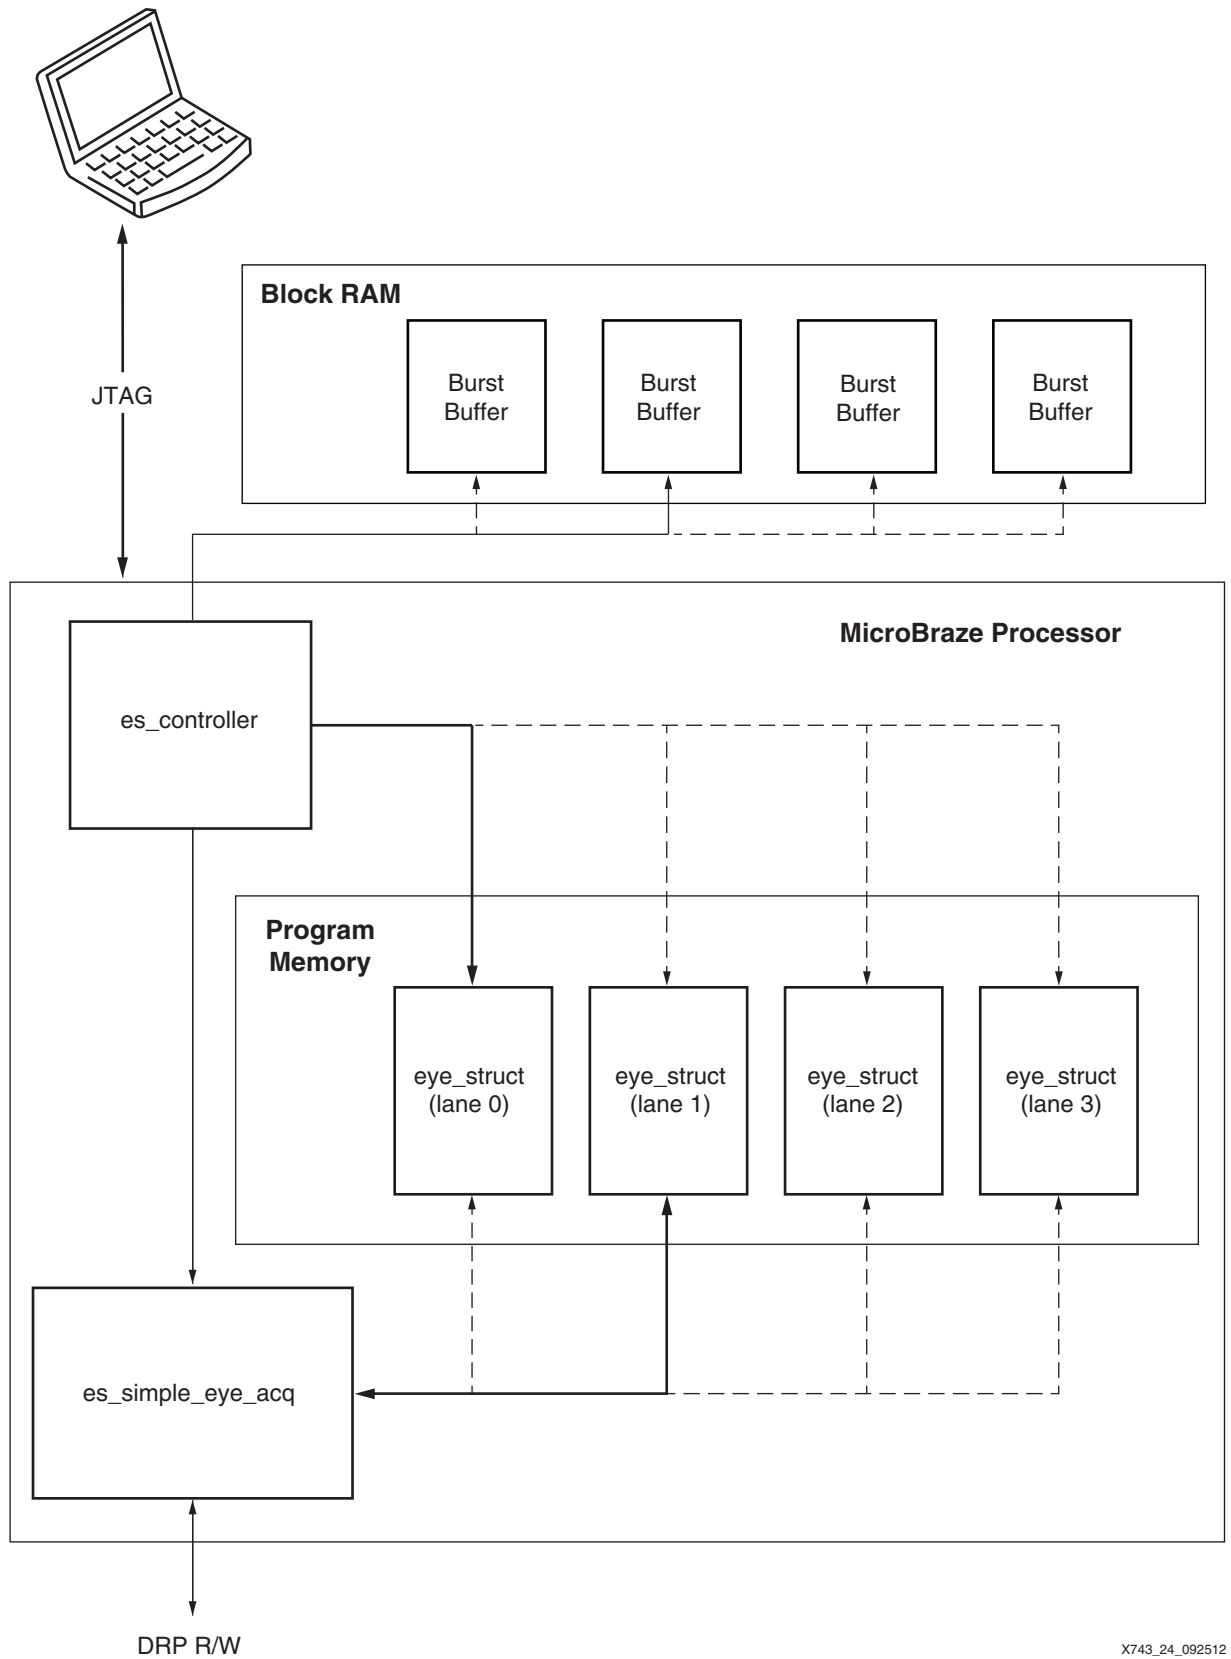 Block RAM
Burst
Buffer
Burst
Buffer
Burst
Buffer
Burst
Buffer
JTAG
MicroBraze Processor
es_controller
Program
Memory
eye_struct
(lane 0)
eye_struct
(lane 1)
eye_struct
(lane 2)
eye_struct
(lane 3)
es_simple_eye_acq
DRP R/W
X743_24_092512